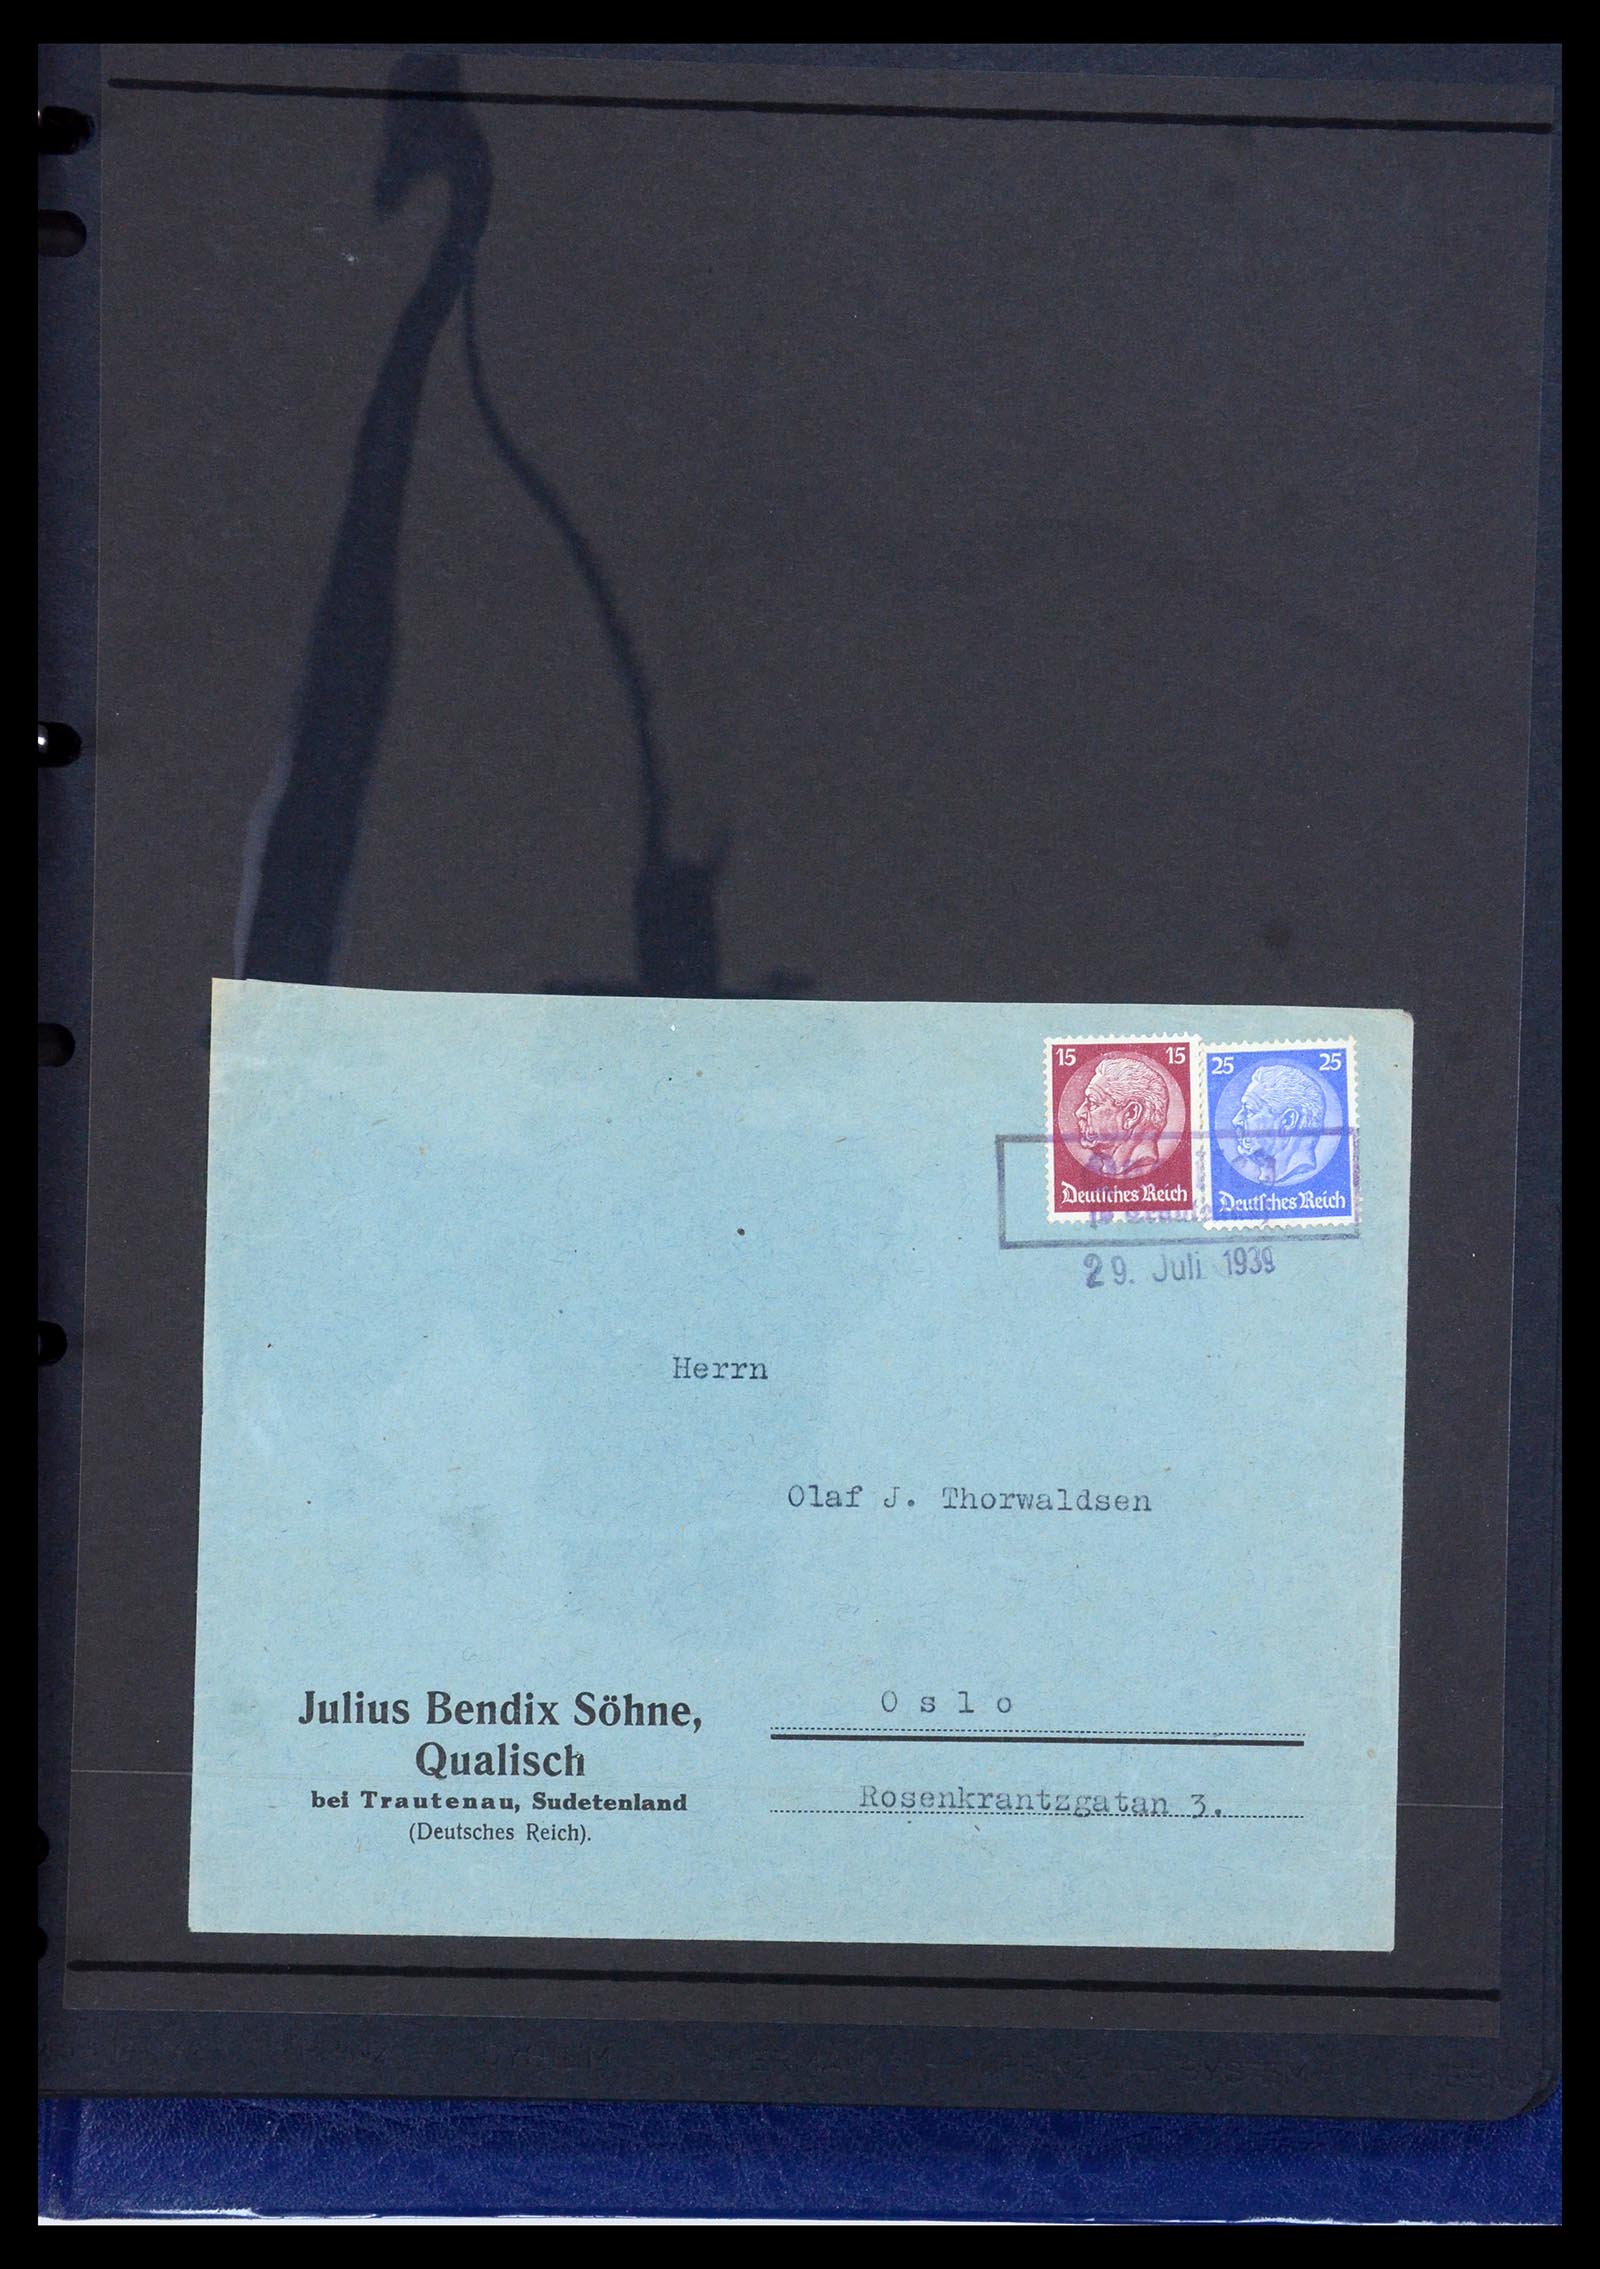 15 15
25 25
Deutsches Reich
Deutsches Reich
29. Juli 1939
Herrn
Olaf J. Thorwaldsen
Oslo
Rosenkrantzgatan 3.
Julius Bendix Söhne,
Qualisch
bei Trautenau, Sudetenland
(Deutsches Reich).